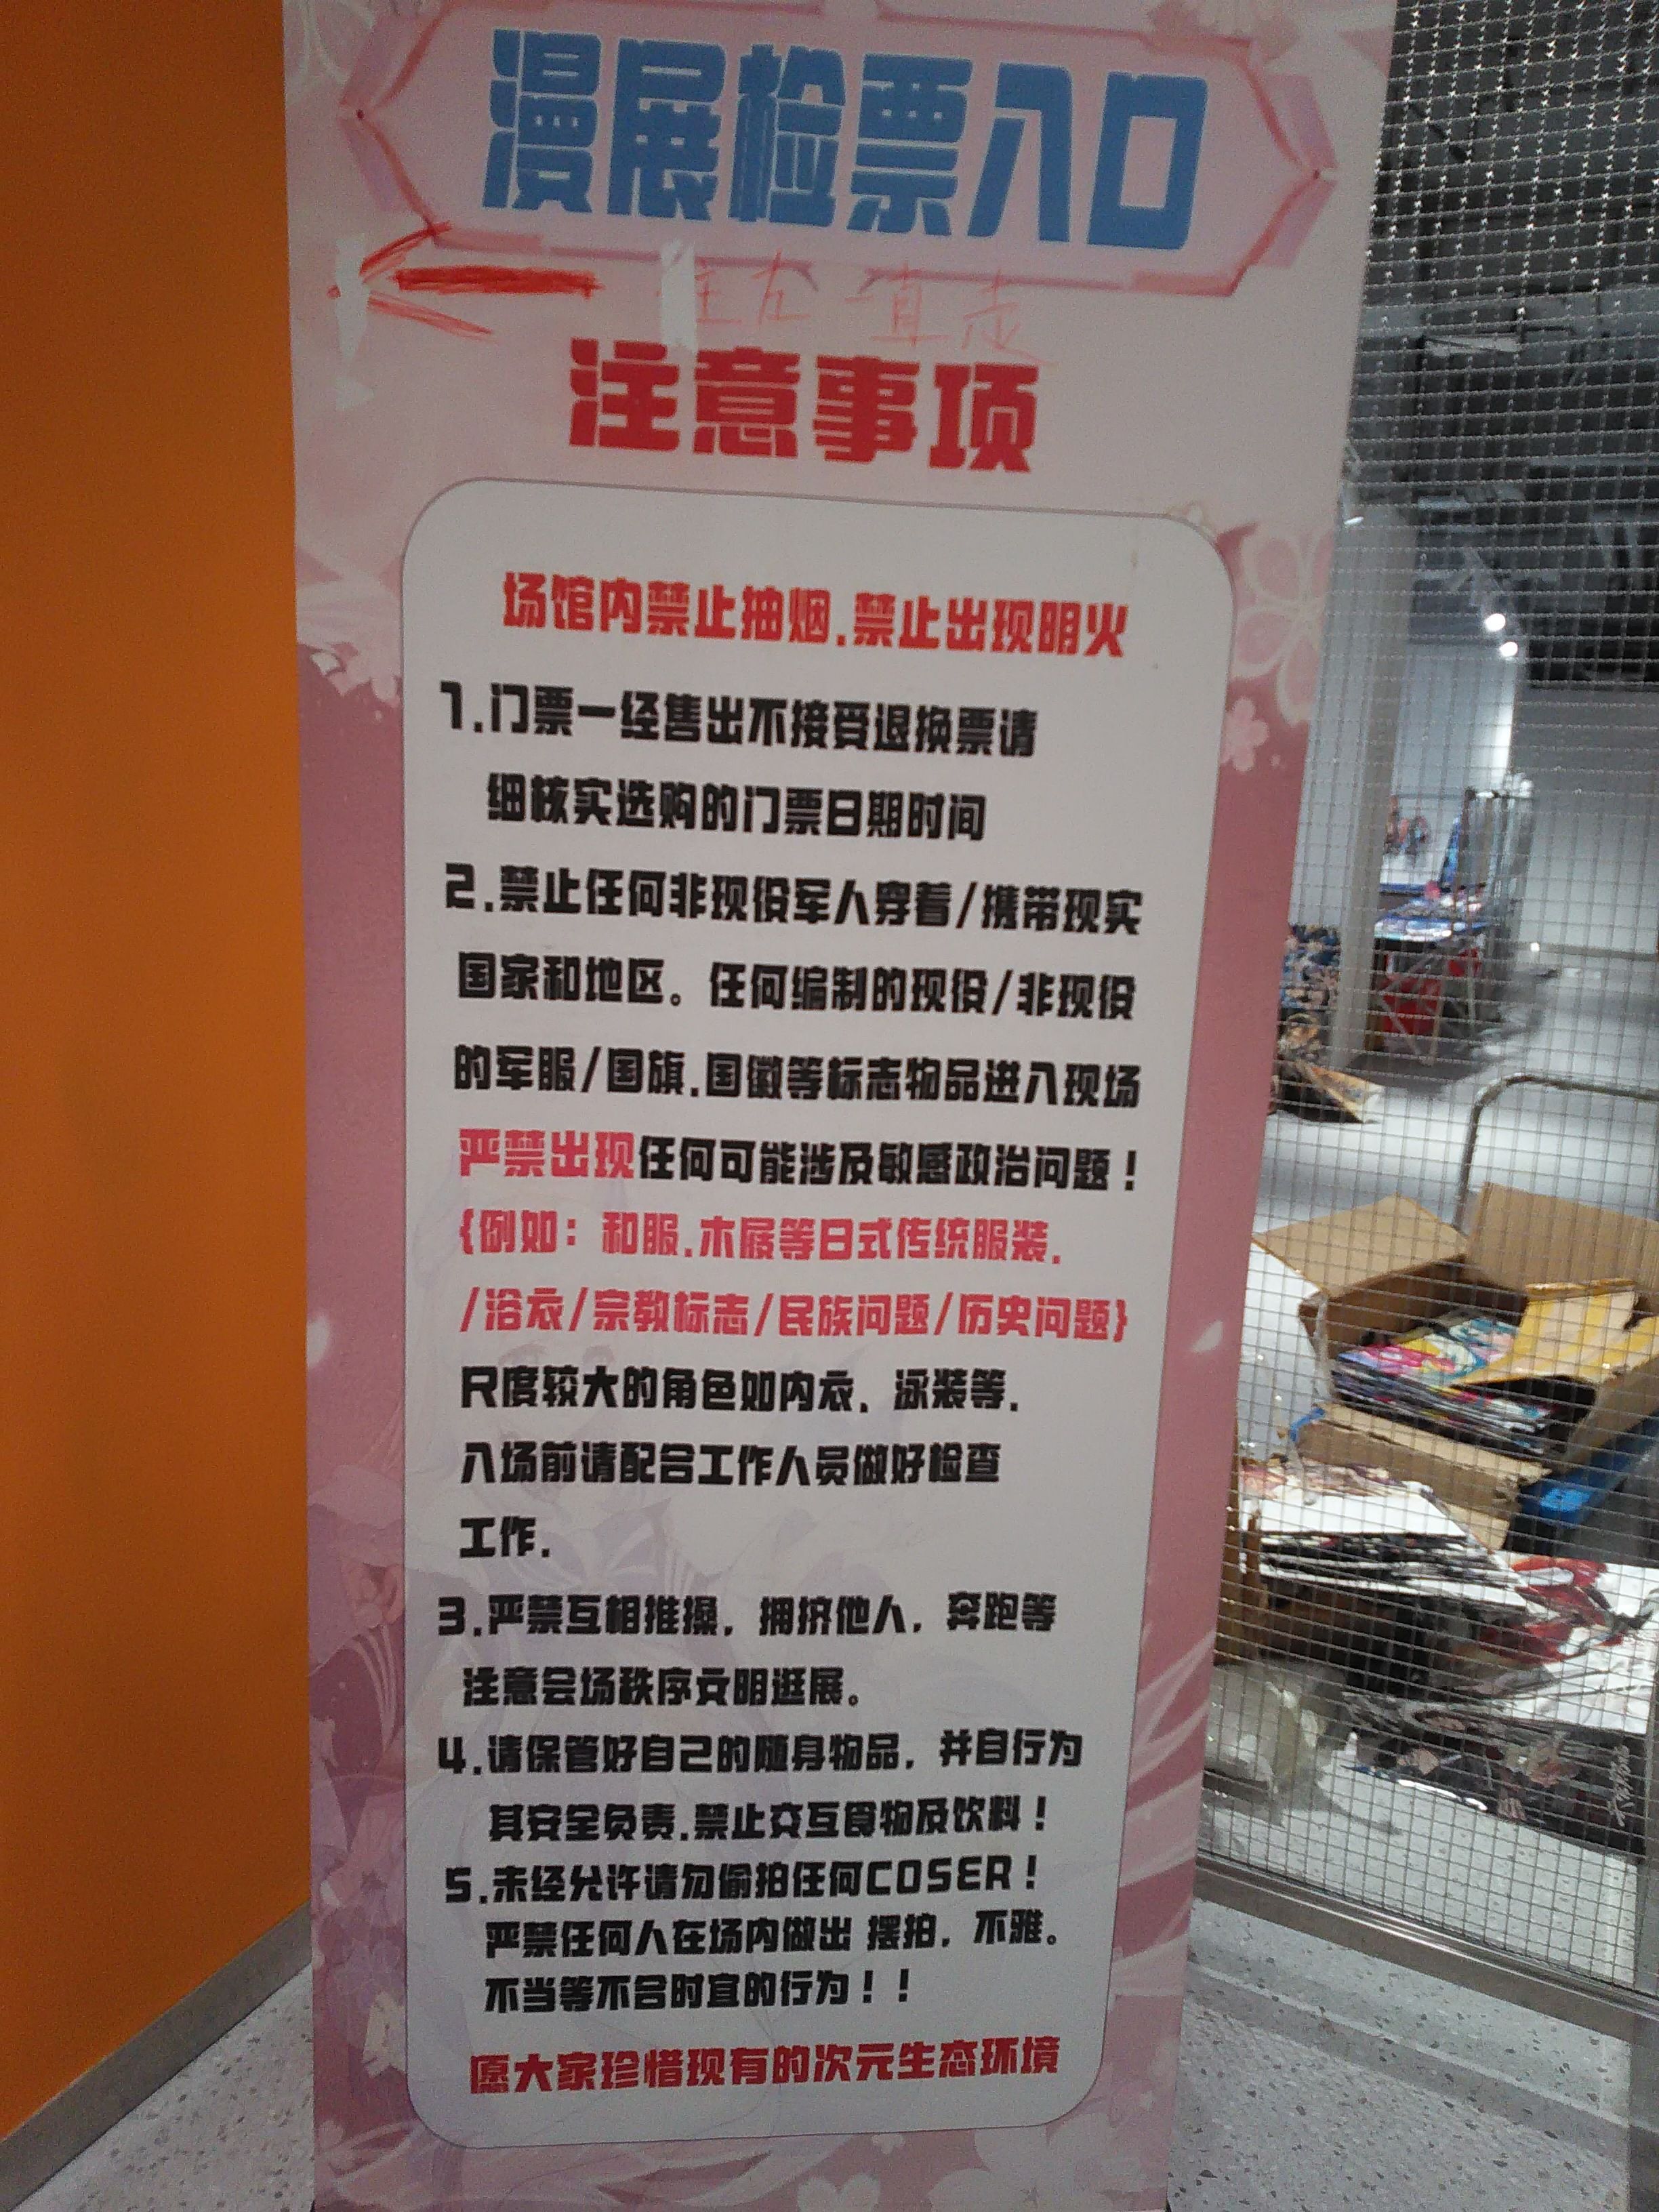 漫展检票入口
往左一直走
注意事项
场馆内禁止抽烟.禁止出现明火
1.门票一经售出不接受退换票请
细核实选购的门票日期时间
2.禁止任何非现役军人穿着/携带现实
国家和地区。任何编制的现役/非现役
的军服/国旗.国徽等标志物品进入现场
严禁出现任何可能涉及敏感政治问题！
{例如：和服.木屐等日式传统服装.
/浴衣/宗教标志/民族问题/历史问题}
尺度较大的角色如内衣、泳装等.
入场前请配合工作人员做好检查
工作.
3.严禁互相推搡，拥挤他人，奔跑等
注意会场秩序文明逛展。
4.请保管好自己的随身物品，并自行为
其安全负责.禁止交互食物及饮料！
5.未经允许请勿偷拍任何COSER！
严禁任何人在场内做出 摆拍，不雅。
不当等不合时宜的行为！！
愿大家珍惜现有的次元生态环境